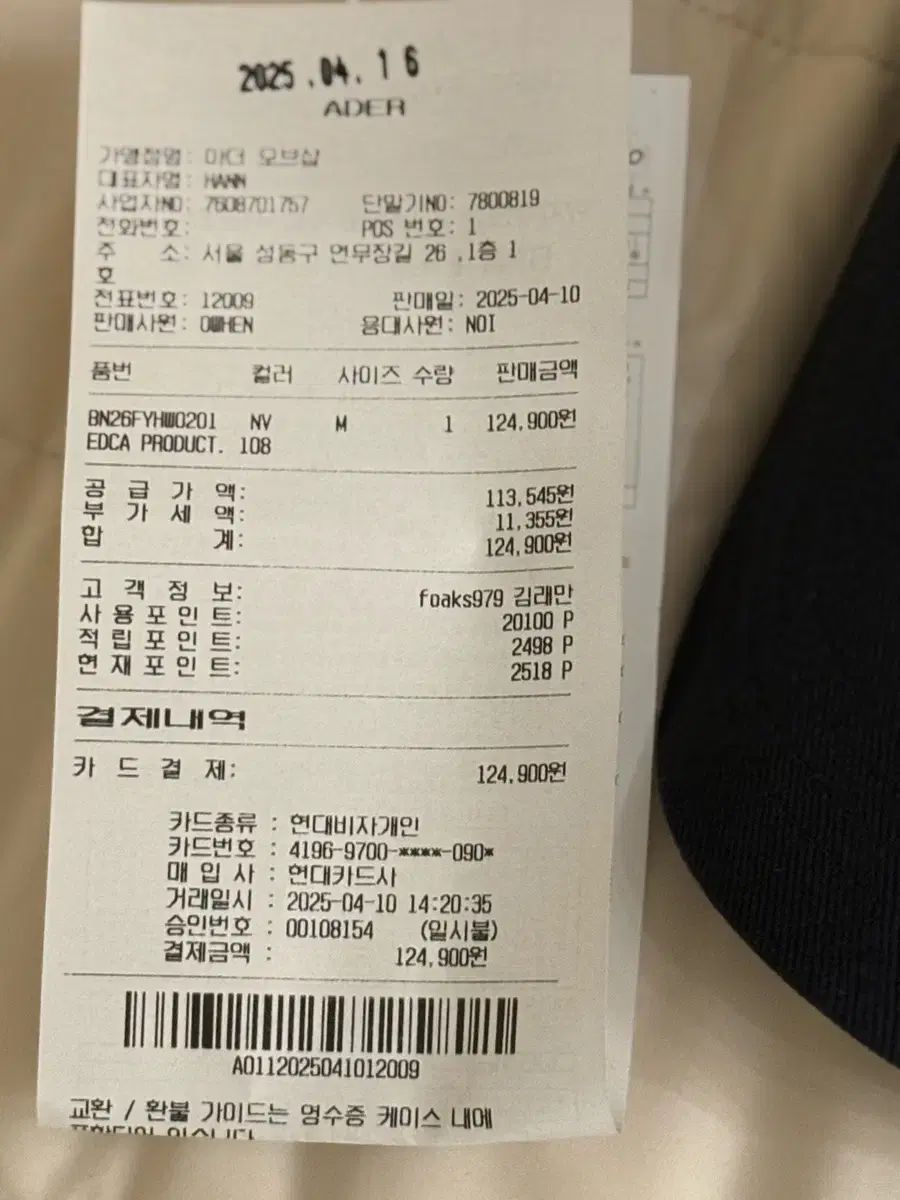 2025.04.16
ADER
가맹점명: 아더 오브샵
대표자명: HANN
사업자NO: 7608701757 단말기NO: 7800819
전화번호: POS 번호: 1
주 소: 서울 성동구 연무장길 26 ,1층 1
호
전표번호: 12009 판매일: 2025-04-10
판매사원: OWHEN 응대사원: NOI
품번 컬러 사이즈 수량 판매금액
BN26FYHW0201 NV M 1 124,900원
EDCA PRODUCT. 108
공 급 가 액: 113,545원
부 가 세 액: 11,355원
합 계: 124,900원
고 객 정 보: foaks979 김래만
사 용 포 인 트: 20100 P
적 립 포 인 트: 2498 P
현 재 포 인 트: 2518 P
결제내역
카 드 결 제: 124,900원
카드종류 : 현대비자개인
카드번호 : 4196-9700-****-090*
매 입 사 : 현대카드사
거래일시 : 2025-04-10 14:20:35
승인번호 : 00108154 (일시불)
결제금액 : 124,900원
A0112025041012009
교환 / 환불 가이드는 영수증 케이스 내에